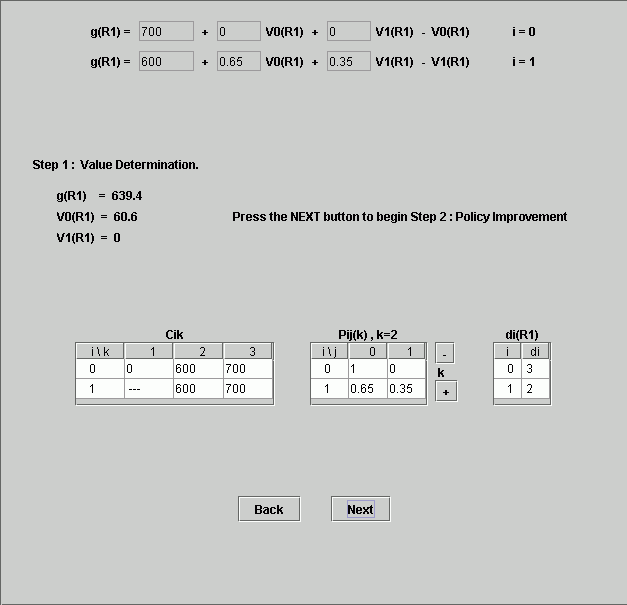 g(R1) = 700 + 0 V0(R1) + 0 V1(R1) - V0(R1) i = 0
g(R1) = 600 + 0.65 V0(R1) + 0.35 V1(R1) - V1(R1) i = 1
Step 1 : Value Determination.
g(R1) = 639.4
V0(R1) = 60.6 Press the NEXT button to begin Step 2 : Policy Improvement
V1(R1) = 0
Cik Pij(k) , k=2 di(R1)
i \ k 1 2 3 i \ j 0 1 - i di
0 0 600 700 0 1 0 k 0 3
1 --- 600 700 1 0.65 0.35 + 1 2
Back Next